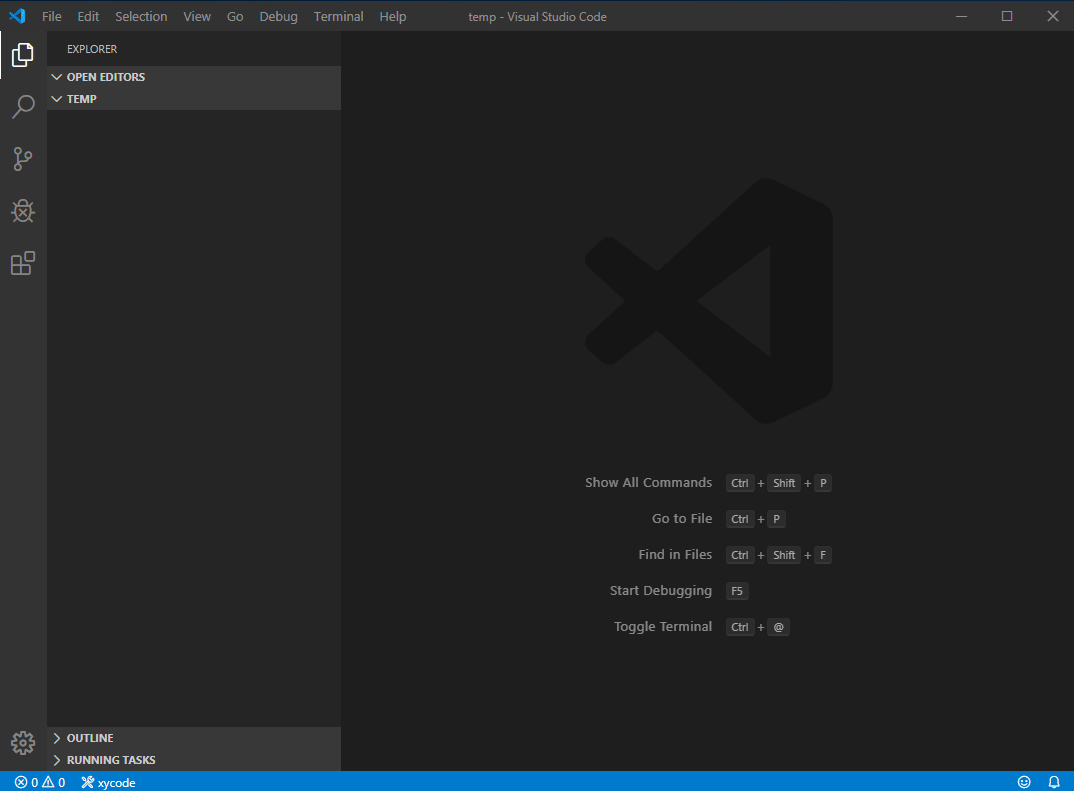 File Edit Selection View Go Debug Terminal Help temp - Visual Studio Code
EXPLORER
OPEN EDITORS
TEMP
Show All Commands Ctrl + Shift + P
Go to File Ctrl + P
Find in Files Ctrl + Shift + F
Start Debugging F5
Toggle Terminal Ctrl + @
OUTLINE
RUNNING TASKS
0 0 xycode